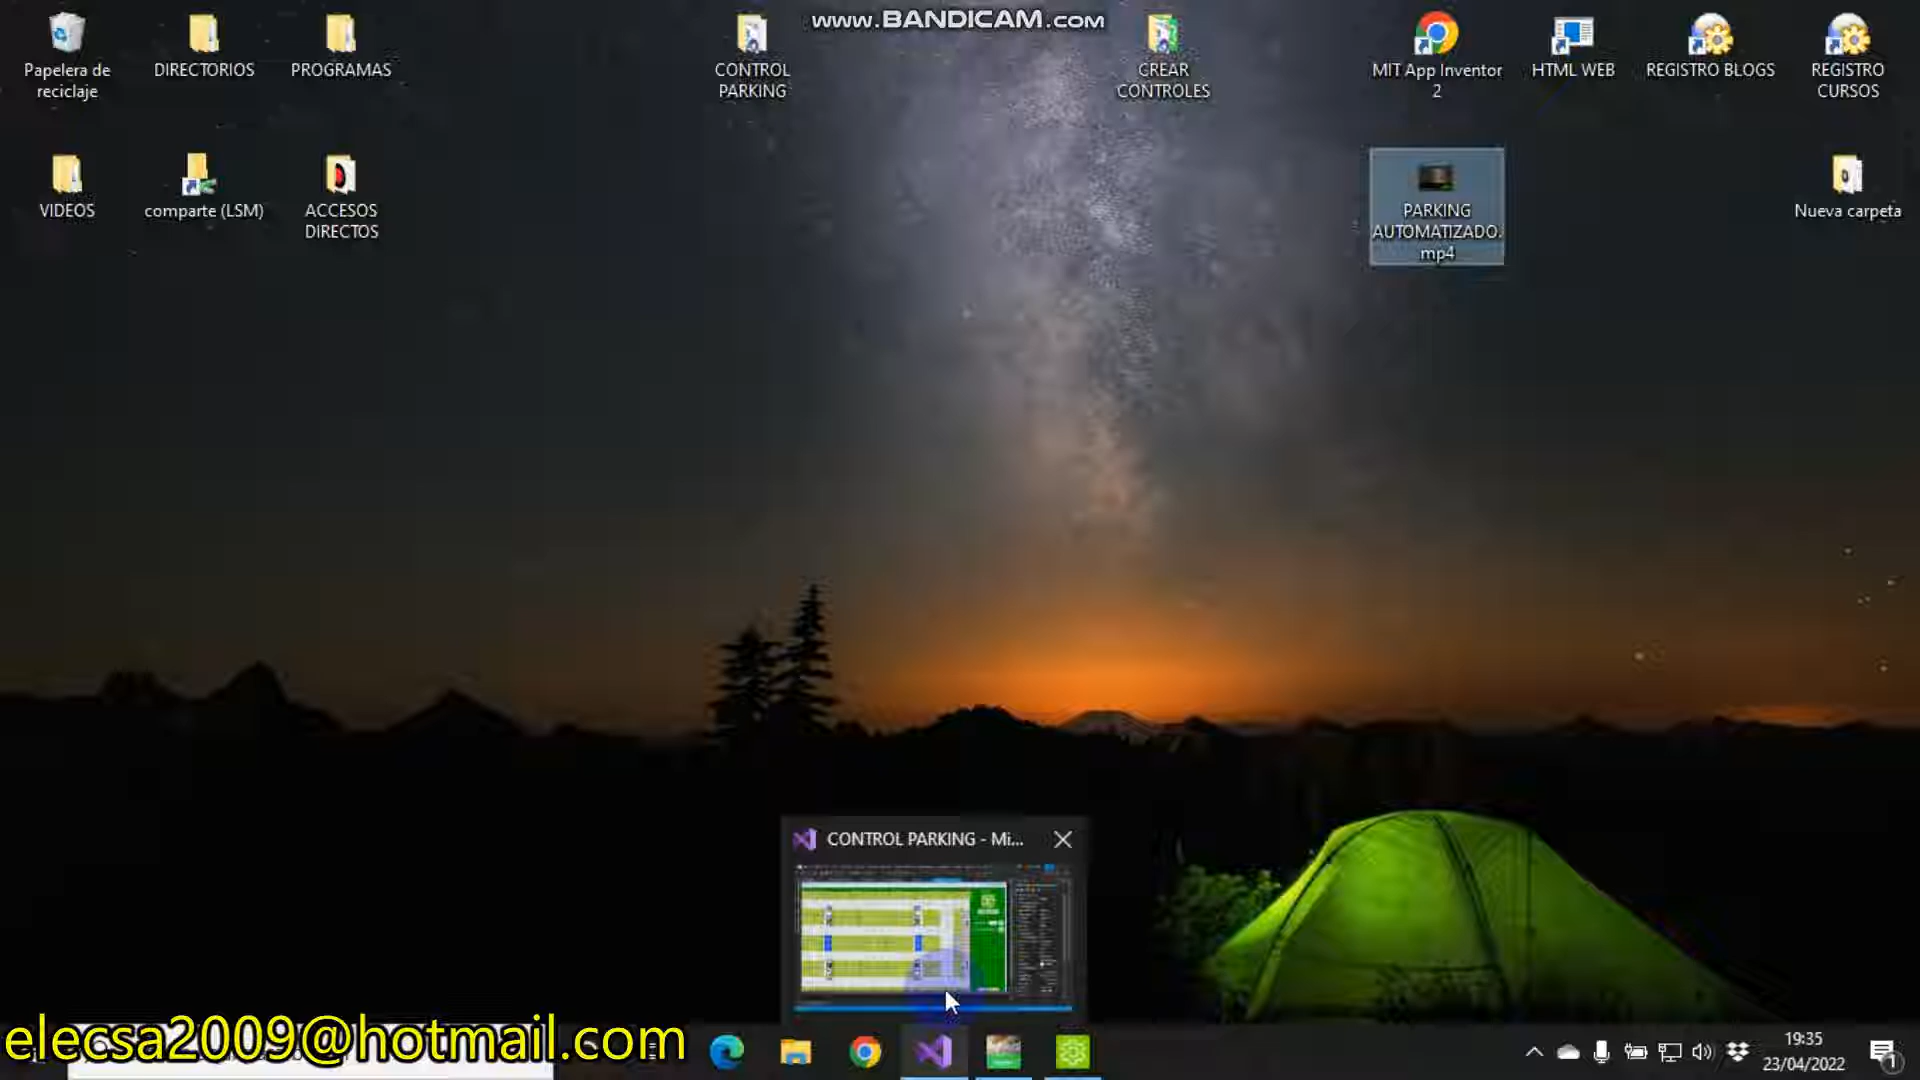 www.BANDICAM.com
Papelera de
reciclaje
DIRECTORIOS
PROGRAMAS
CONTROL
PARKING
CREAR
CONTROLES
MIT App Inventor
2
HTML WEB
REGISTRO BLOGS
REGISTRO
CURSOS
VIDEOS
comparte (LSM)
ACCESOS
DIRECTOS
PARKING
AUTOMATIZADO.
mp4
Nueva carpeta
CONTROL PARKING - Mi...
elecsa2009@hotmail.com
19:35
23/04/2022
1